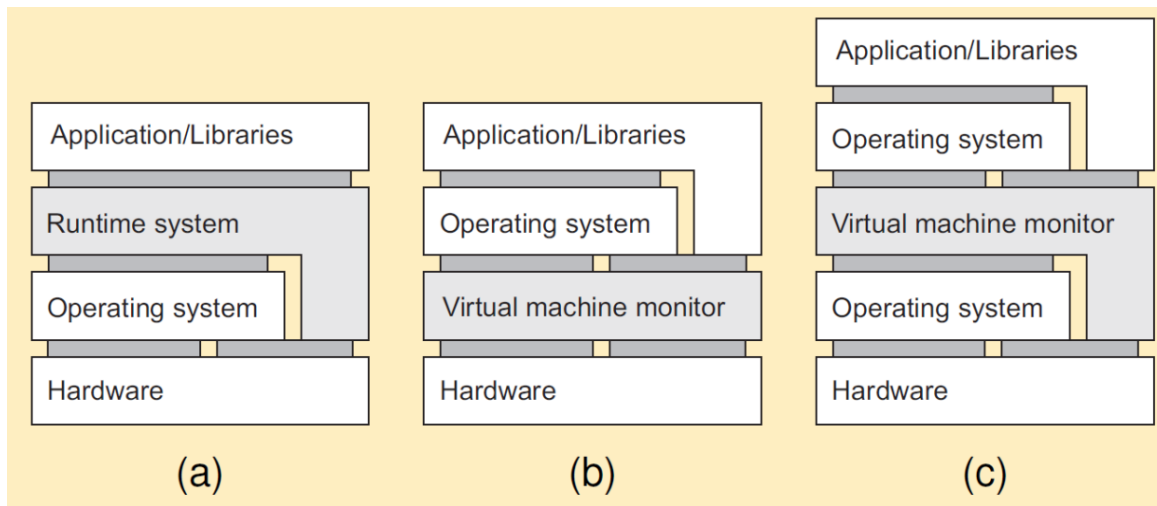 Application/Libraries
Runtime system
Operating system
Hardware
(a)
Application/Libraries
Operating system
Virtual machine monitor
Hardware
(b)
Application/Libraries
Operating system
Virtual machine monitor
Operating system
Hardware
(c)